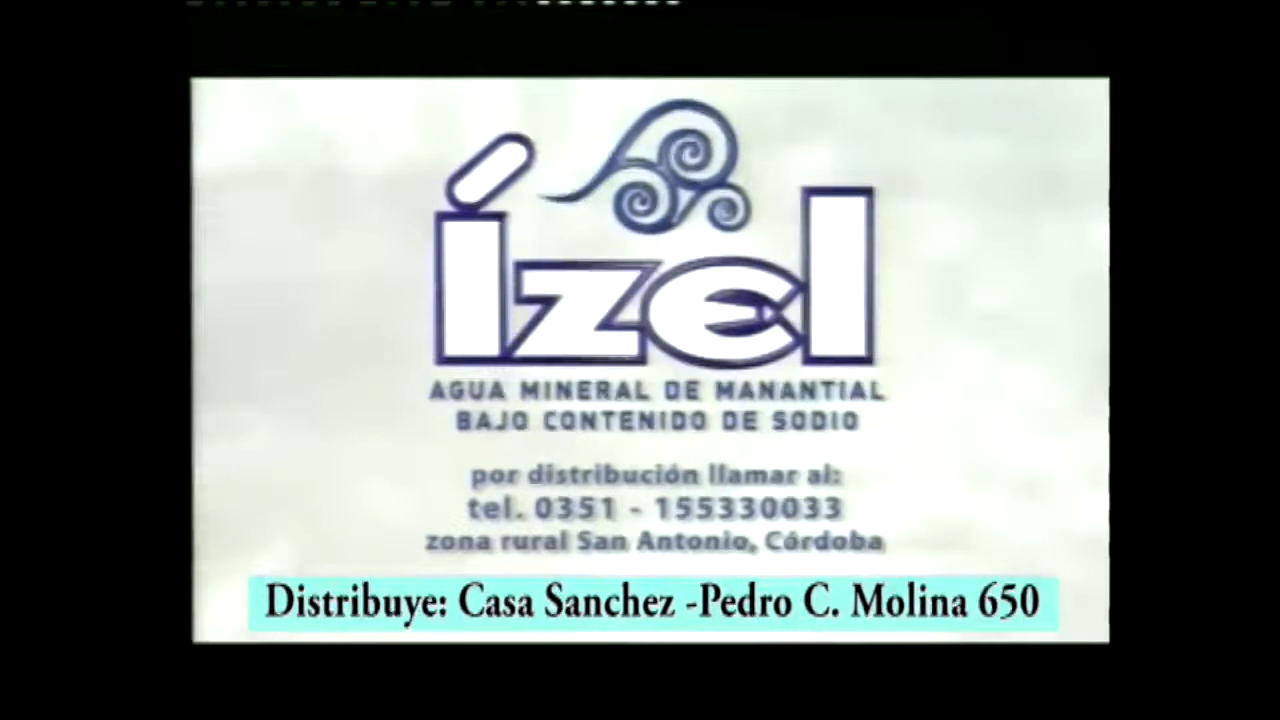 Ízel
AGUA MINERAL DE MANANTIAL
BAJO CONTENIDO DE SODIO
por distribución llamar al:
tel. 0351 - 155330033
zona rural San Antonio, Córdoba
Distribuye: Casa Sanchez -Pedro C. Molina 650